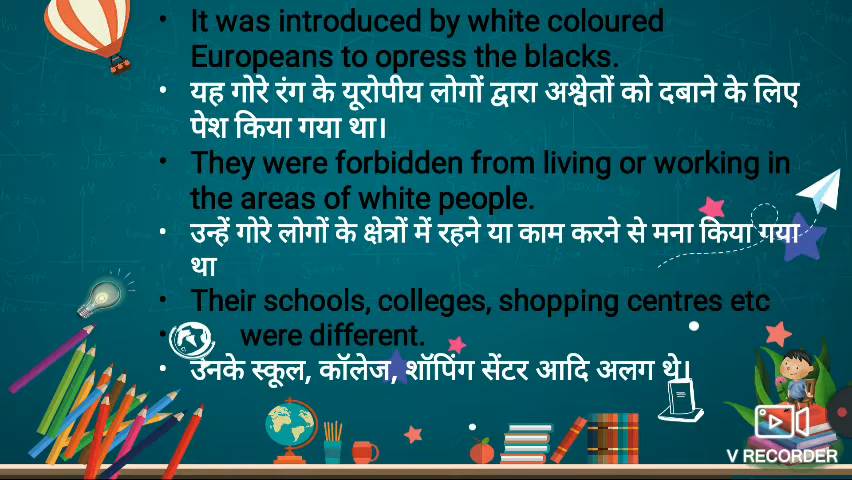 • It was introduced by white coloured
Europeans to opress the blacks.
• यह गोरे रंग के यूरोपीय लोगों द्वारा अश्वेतों को दबाने के लिए
पेश किया गया था।
• They were forbidden from living or working in
the areas of white people.
• उन्हें गोरे लोगों के क्षेत्रों में रहने या काम करने से मना किया गया
था
• Their schools, colleges, shopping centres etc
• were different.
• उनके स्कूल, कॉलेज, शॉपिंग सेंटर आदि अलग थे।
V RECORDER